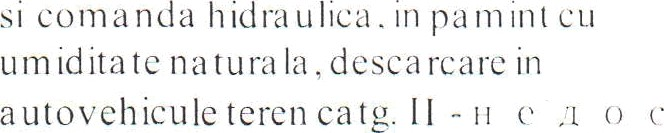 si comanda hidraulica, in pamint cu
umiditate naturala, descarcare in
autovehicule teren catg. II - н е д о с